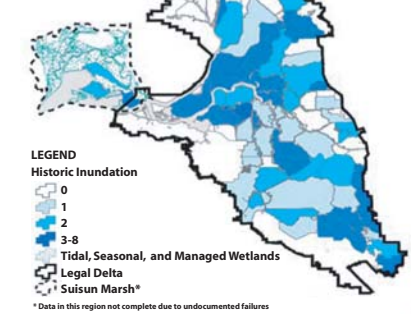 LEGEND
Historic Inundation
0
1
2
3-8
Tidal, Seasonal, and Managed Wetlands
Legal Delta
Suisun Marsh*
* Data in this region not complete due to undocumented failures